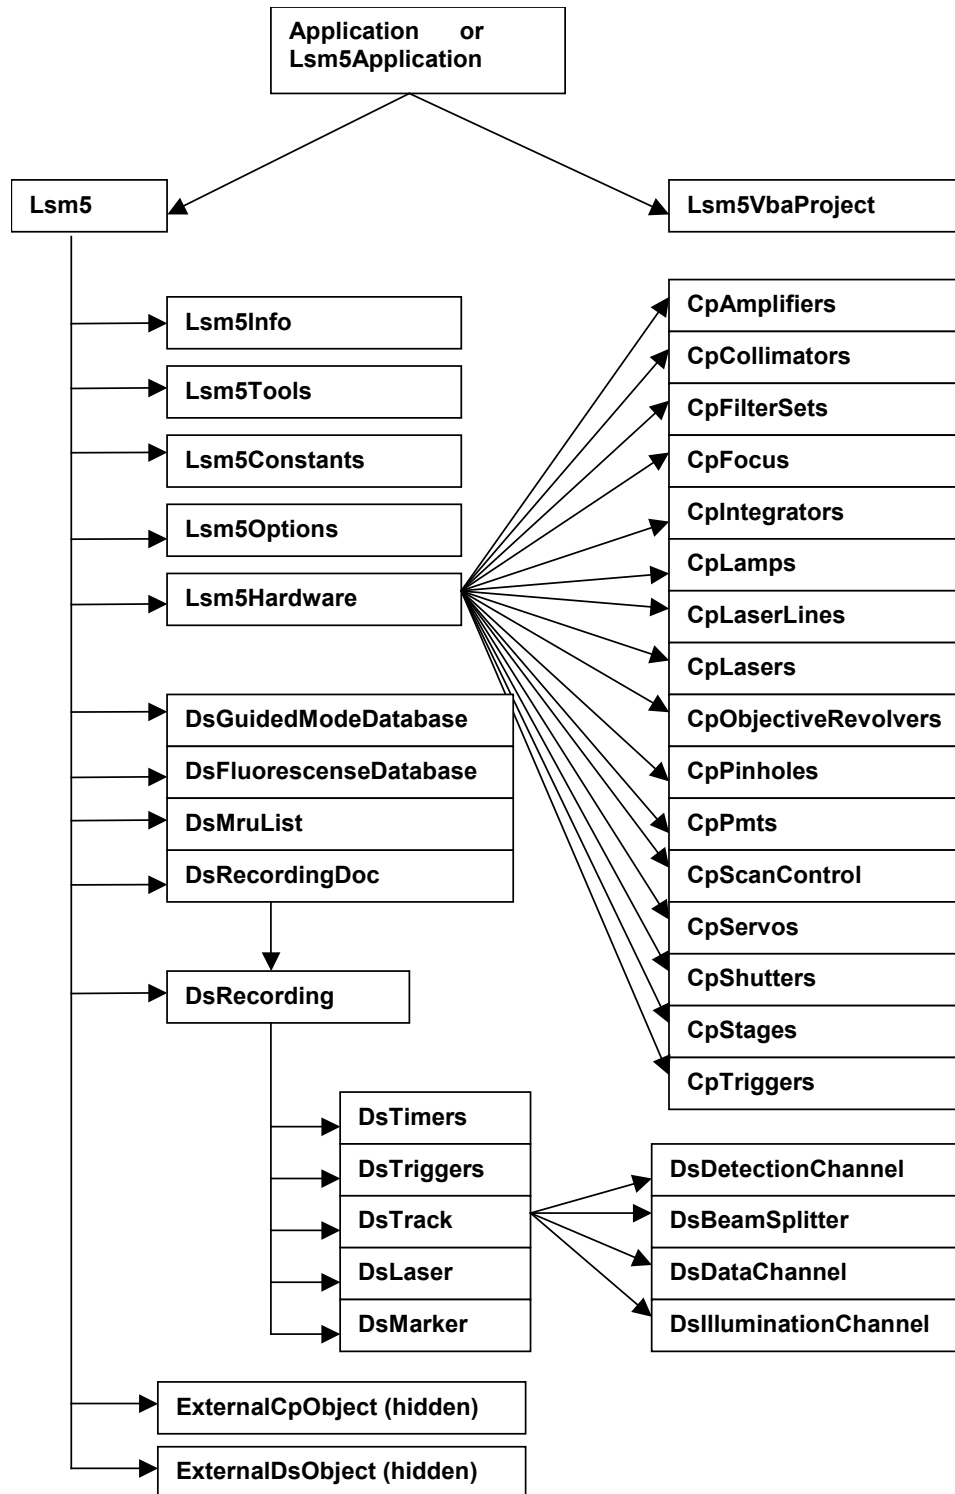 Application or
Lsm5Application
Lsm5
Lsm5VbaProject
Lsm5Info
Lsm5Tools
Lsm5Constants
Lsm5Options
Lsm5Hardware
CpAmplifiers
CpCollimators
CpFilterSets
CpFocus
CpIntegrators
CpLamps
CpLaserLines
CpLasers
CpObjectiveRevolvers
CpPinholes
CpPmts
CpScanControl
CpServos
CpShutters
CpStages
CpTriggers
DsGuidedModeDatabase
DsFluorescenseDatabase
DsMruList
DsRecordingDoc
DsRecording
DsTimers
DsTriggers
DsTrack
DsLaser
DsMarker
DsDetectionChannel
DsBeamSplitter
DsDataChannel
DsIlluminationChannel
ExternalCpObject (hidden)
ExternalDsObject (hidden)